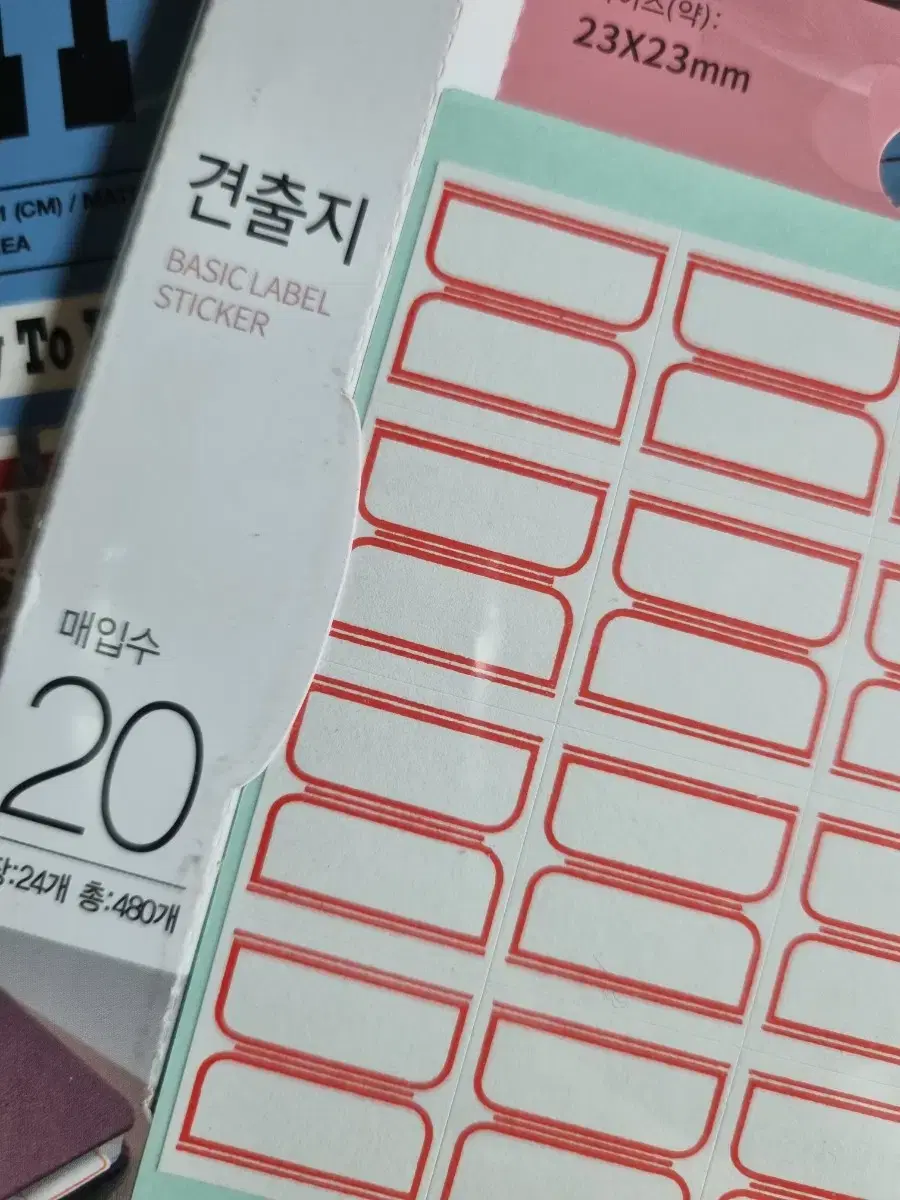 (약):
23X23mm
견출지
BASIC LABEL
STICKER
매입수
20
:24개 총:480개
(CM) /
EA
To